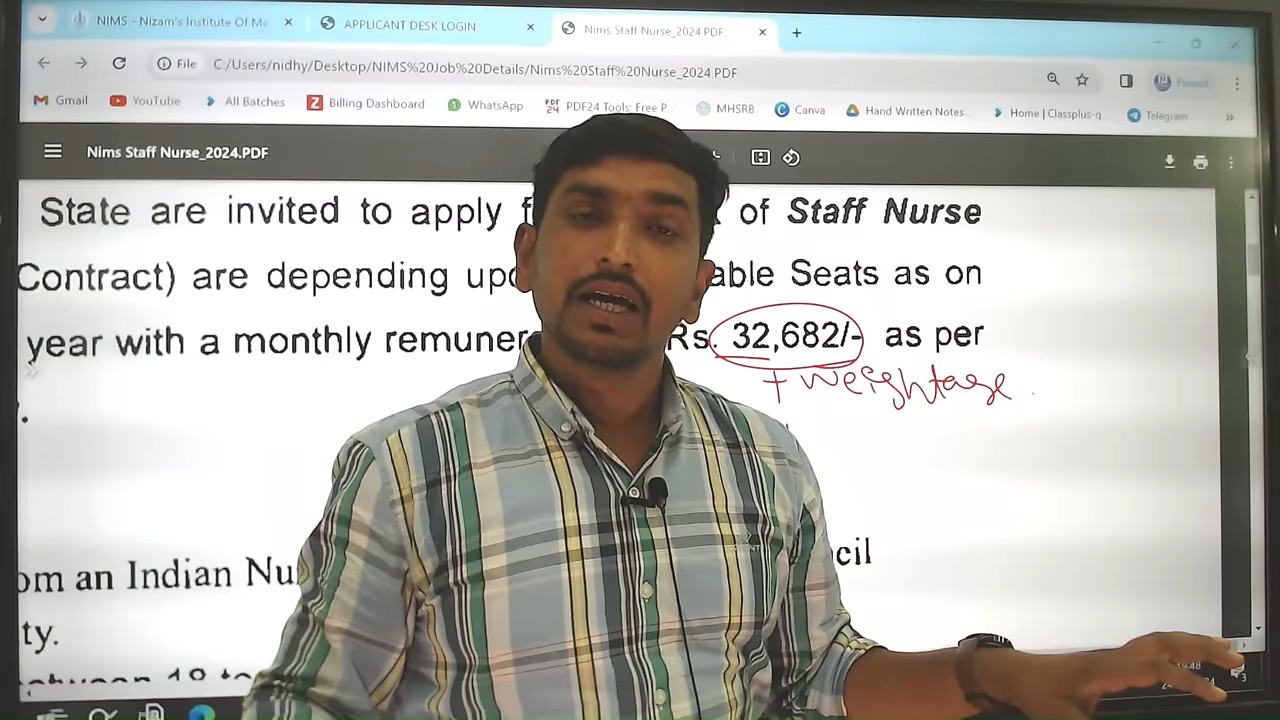 NIMS - Nizam's Institute Of Me
APPLICANT DESK LOGIN
Nims Staff Nurse_2024.PDF
File C:/Users/nidhy/Desktop/NIMS%20Job%20Details/Nims%20Staff%20Nurse_2024.PDF
Gmail YouTube All Batches Billing Dashboard WhatsApp PDF24 Tools: Free P... MHSRB Canva Hand Written Notes... Home | Classplus-q... Telegram
Nims Staff Nurse_2024.PDF
State are invited to apply f of Staff Nurse
Contract) are depending upo able Seats as on
year with a monthly remuner Rs. 32,682/- as per
+ weightage
om an Indian Nu cil
ty.